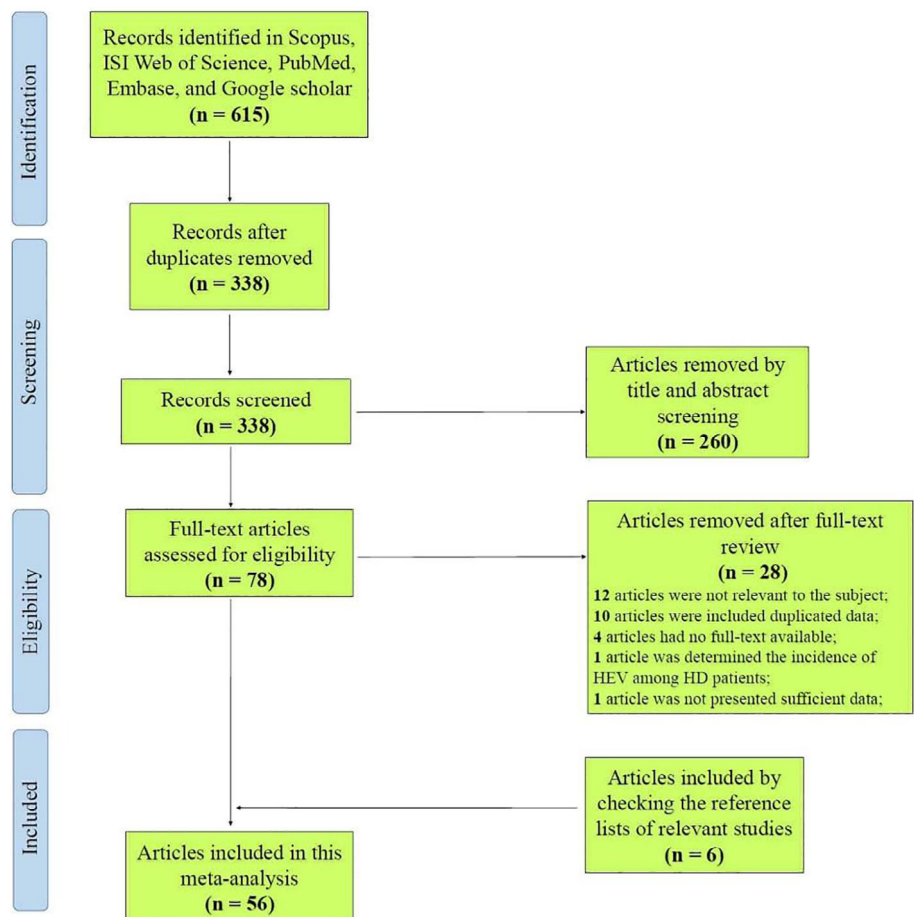 Identification
Records identified in Scopus,
ISI Web of Science, PubMed,
Embase, and Google scholar
(n = 615)
Records after
duplicates removed
(n = 338)
Screening
Records screened
(n = 338)
Articles removed by
title and abstract
screening
(n = 260)
Eligibility
Full-text articles
assessed for eligibility
(n = 78)
Articles removed after full-text
review
(n = 28)
12 articles were not relevant to the subject;
10 articles were included duplicated data;
4 articles had no full-text available;
1 article was determined the incidence of
HEV among HD patients;
1 article was not presented sufficient data;
Included
Articles included by
checking the reference
lists of relevant studies
(n = 6)
Articles included in this
meta-analysis
(n = 56)